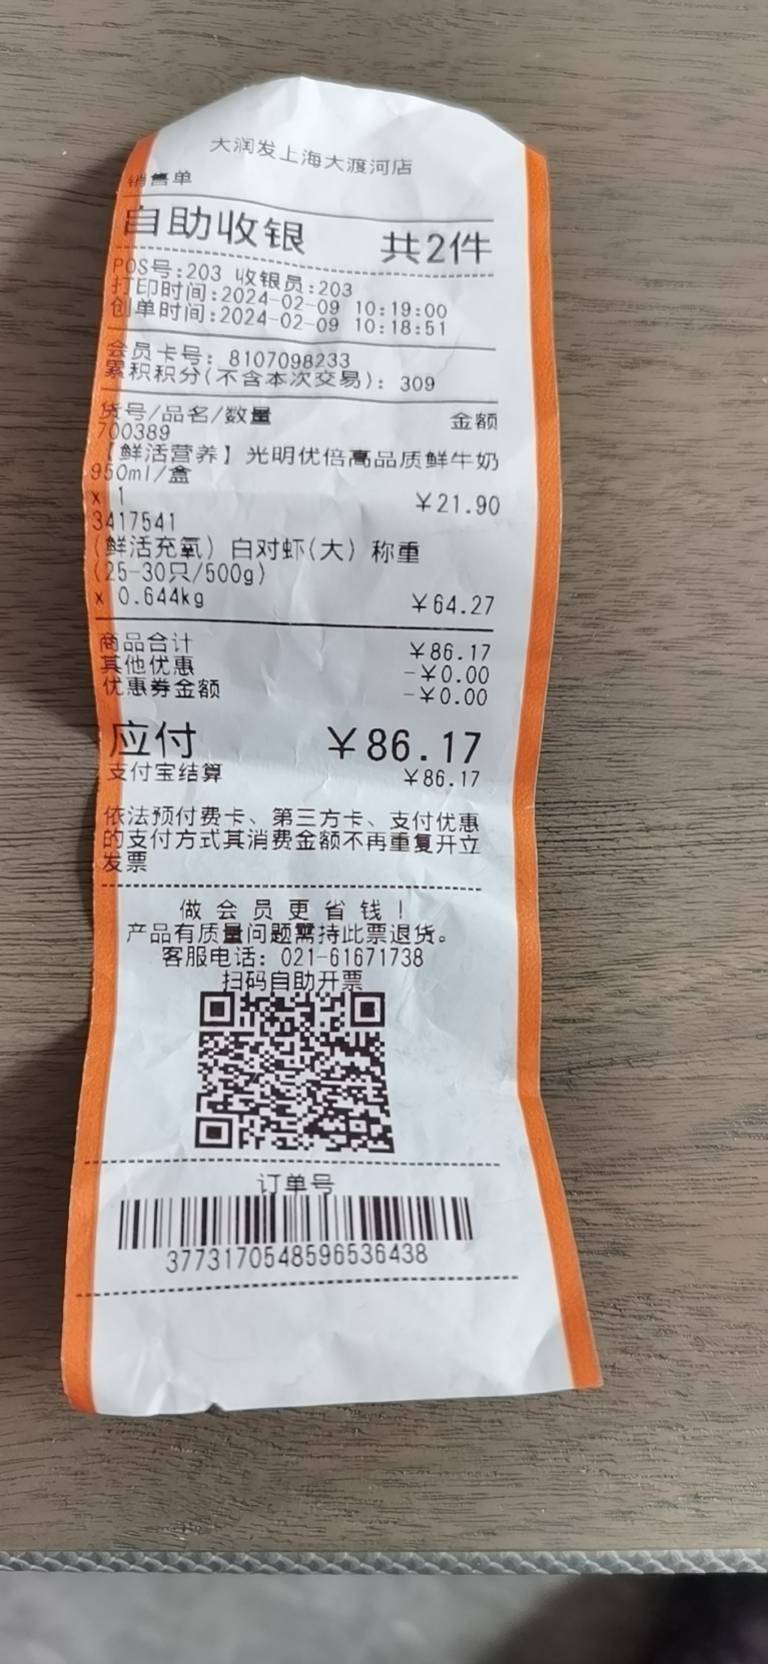 大润发上海大渡河店
销售单
自助收银 共2件
POS号:203 收银员:203
打印时间:2024-02-09 10:19:00
创单时间:2024-02-09 10:18:51
会员卡号: 8107098233
累积积分(不含本次交易): 309
货号/品名/数量 金额
700389
【鲜活营养】光明优倍高品质鲜牛奶
950ml/盒
x 1 ¥21.90
3417541
(鲜活充氧) 白对虾(大) 称重
(25-30只/500g)
x 0.644kg ¥64.27
商品合计 ¥86.17
其他优惠 -¥0.00
优惠券金额 -¥0.00
应付 ¥86.17
支付宝结算 ¥86.17
依法预付费卡、第三方卡、支付优惠
的支付方式其消费金额不再重复开立
发票
做会员更省钱!
产品有质量问题需持此票退货。
客服电话: 021-61671738
扫码自助开票
订单号
3773170548596536438